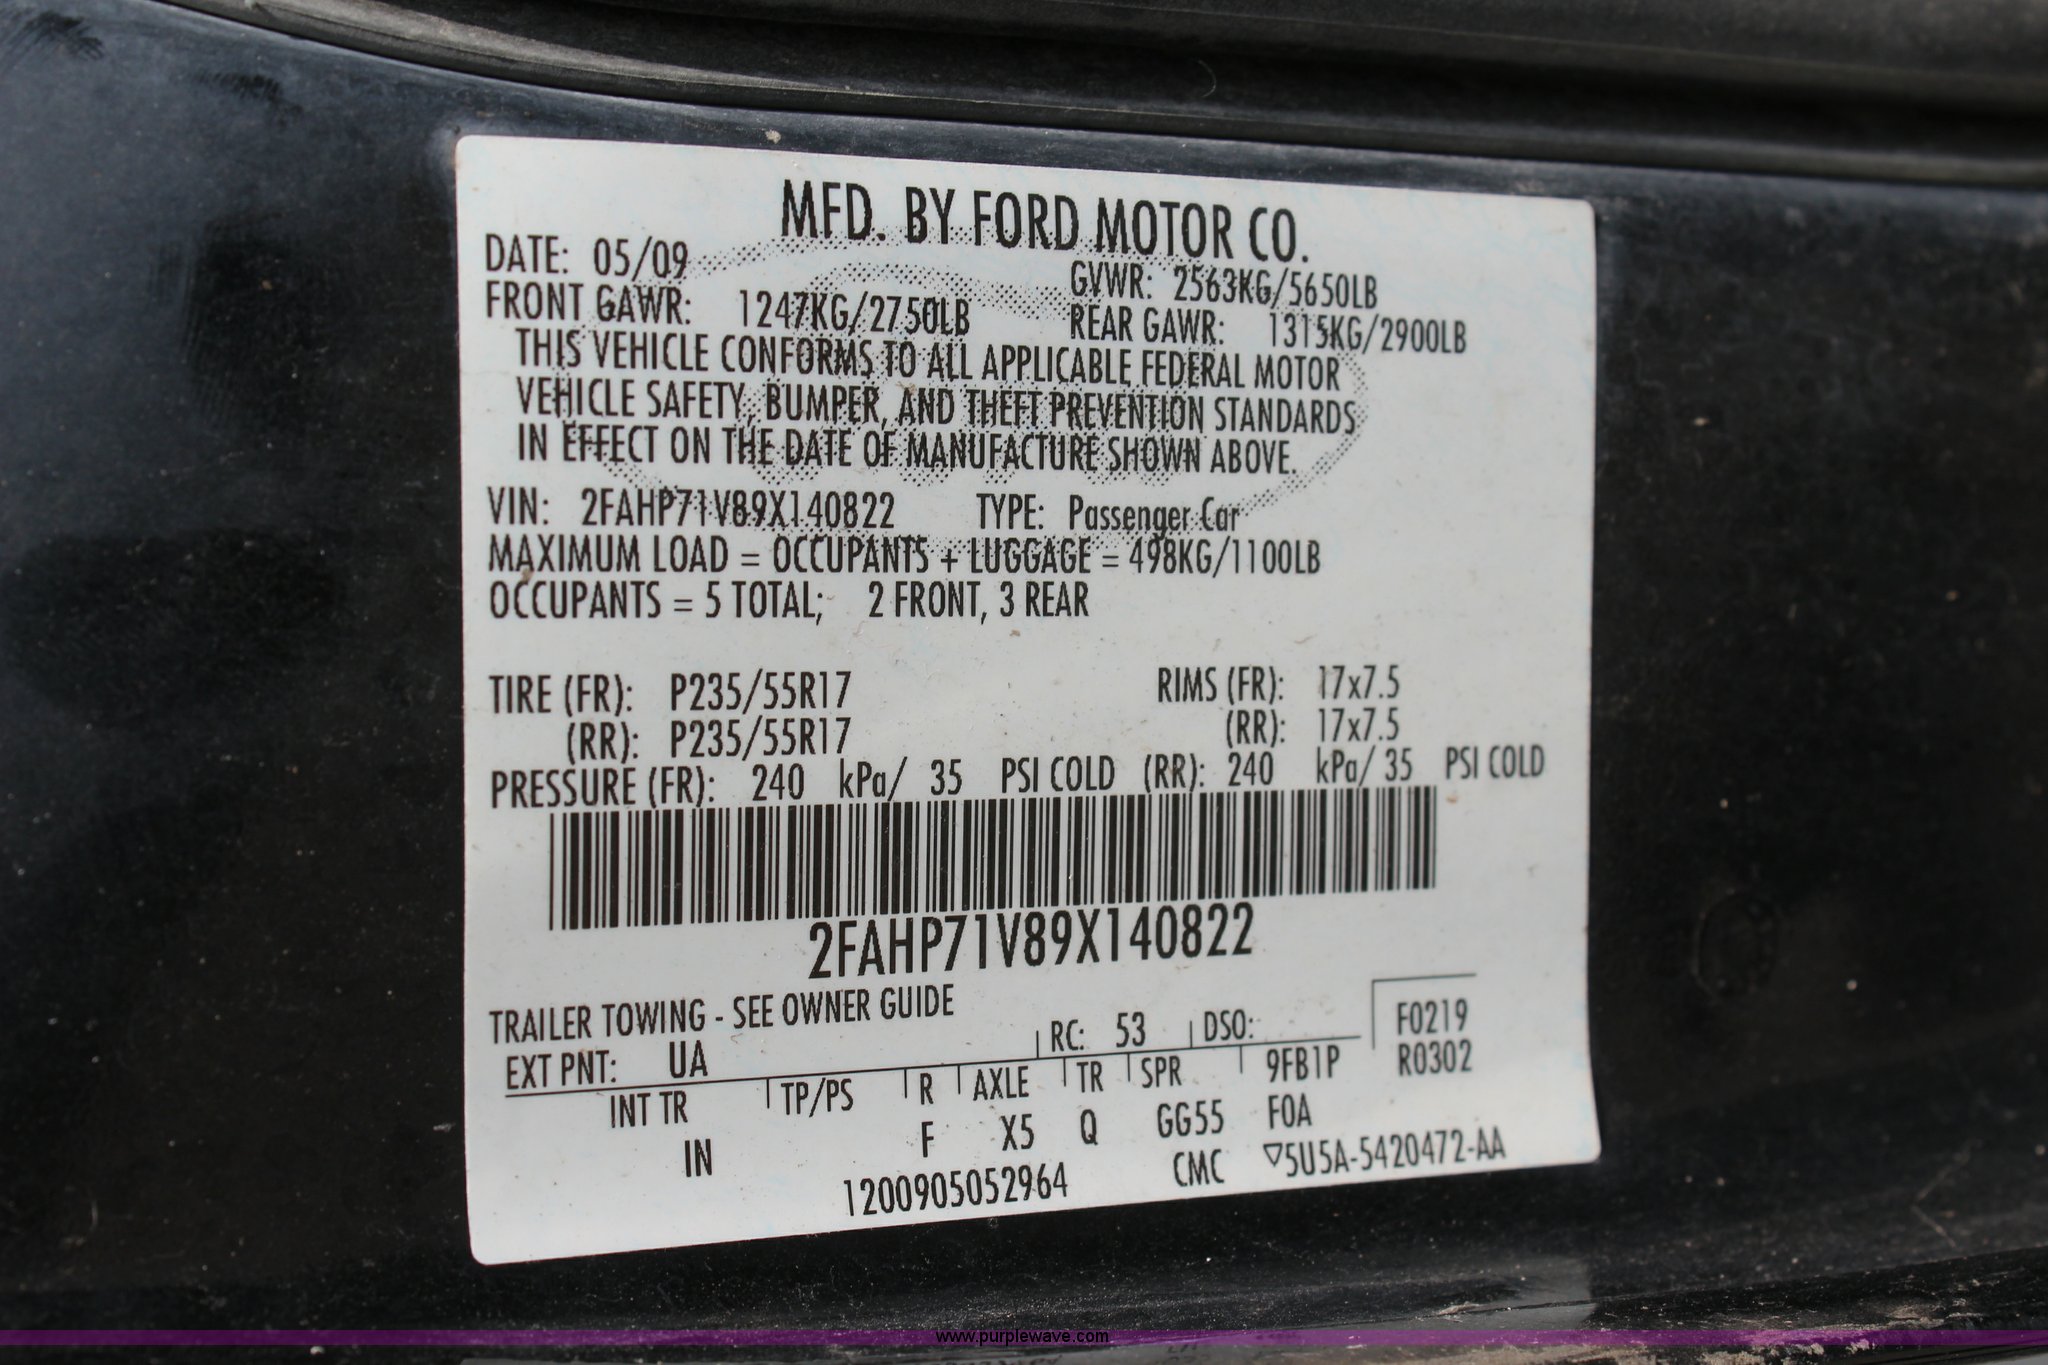 MFD. BY FORD MOTOR CO.
DATE: 05/09 GVWR: 2563KG/5650LB
FRONT GAWR: 1247KG/2750LB REAR GAWR: 1315KG/2900LB
THIS VEHICLE CONFORMS TO ALL APPLICABLE FEDERAL MOTOR
VEHICLE SAFETY, BUMPER, AND THEFT PREVENTION STANDARDS
IN EFFECT ON THE DATE OF MANUFACTURE SHOWN ABOVE.
VIN: 2FAHP71V89X140822 TYPE: Passenger Car
MAXIMUM LOAD = OCCUPANTS + LUGGAGE = 498KG/1100LB
OCCUPANTS = 5 TOTAL; 2 FRONT, 3 REAR
TIRE (FR): P235/55R17 RIMS (FR): 17x7.5
(RR): P235/55R17 (RR): 17x7.5
PRESSURE (FR): 240 kPa/ 35 PSI COLD (RR): 240 kPa/ 35 PSI COLD
2FAHP71V89X140822
TRAILER TOWING - SEE OWNER GUIDE
EXT PNT: UA RC: 53 DSO: F0219
R0302
INT TR TP/PS R AXLE TR SPR 9FB1P
IN F X5 Q GG55 F0A
1200905052964 CMC ▽5U5A-5420472-AA
www.purplewave.com